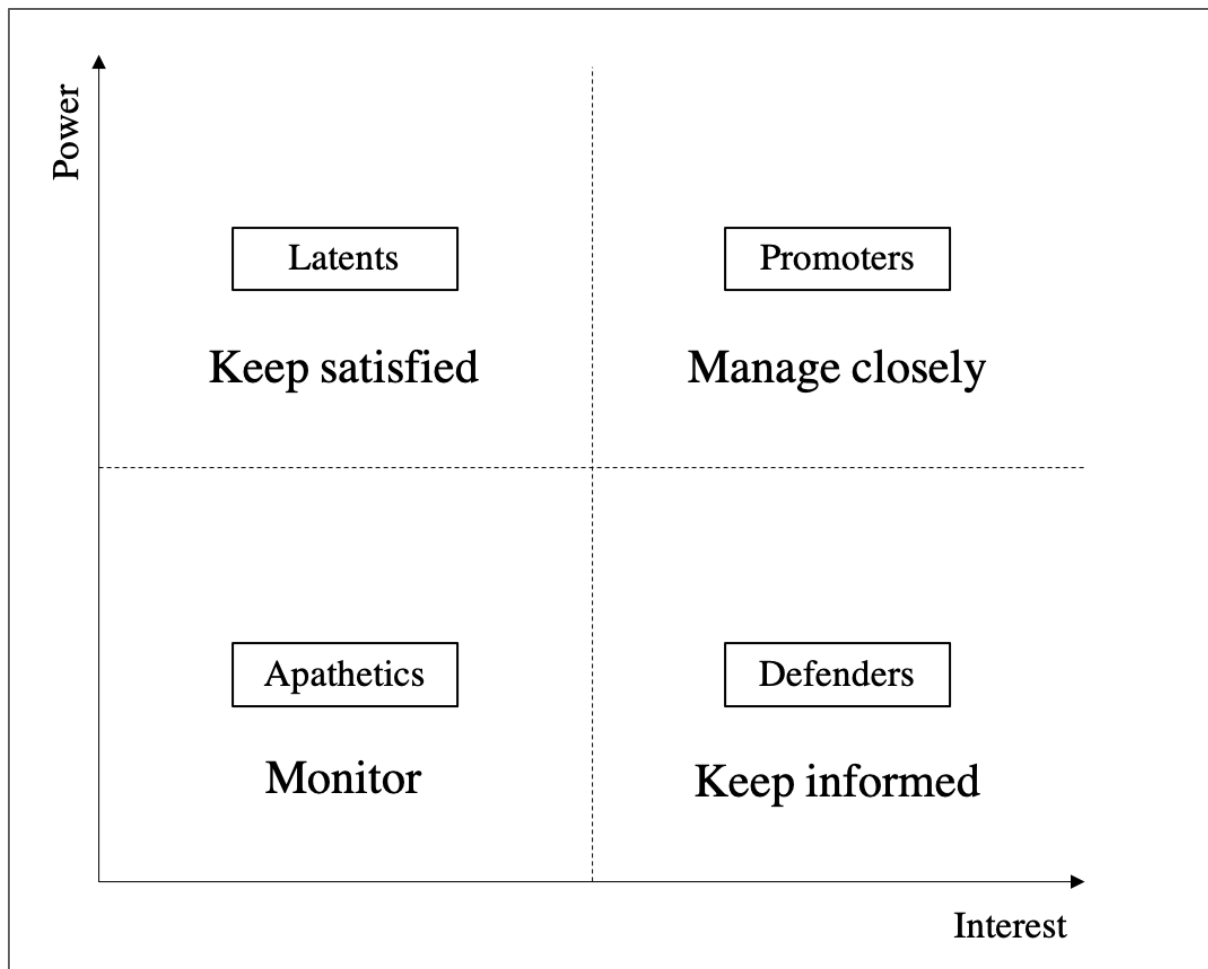 Power
Latents
Promoters
Keep satisfied
Manage closely
Apathetics
Defenders
Monitor
Keep informed
Interest